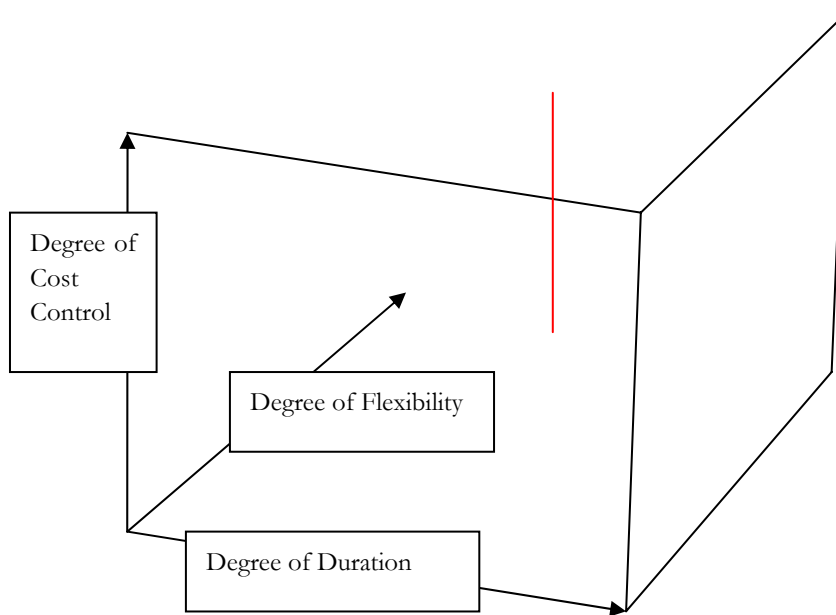 Degree of
Cost
Control
Degree of Flexibility
Degree of Duration